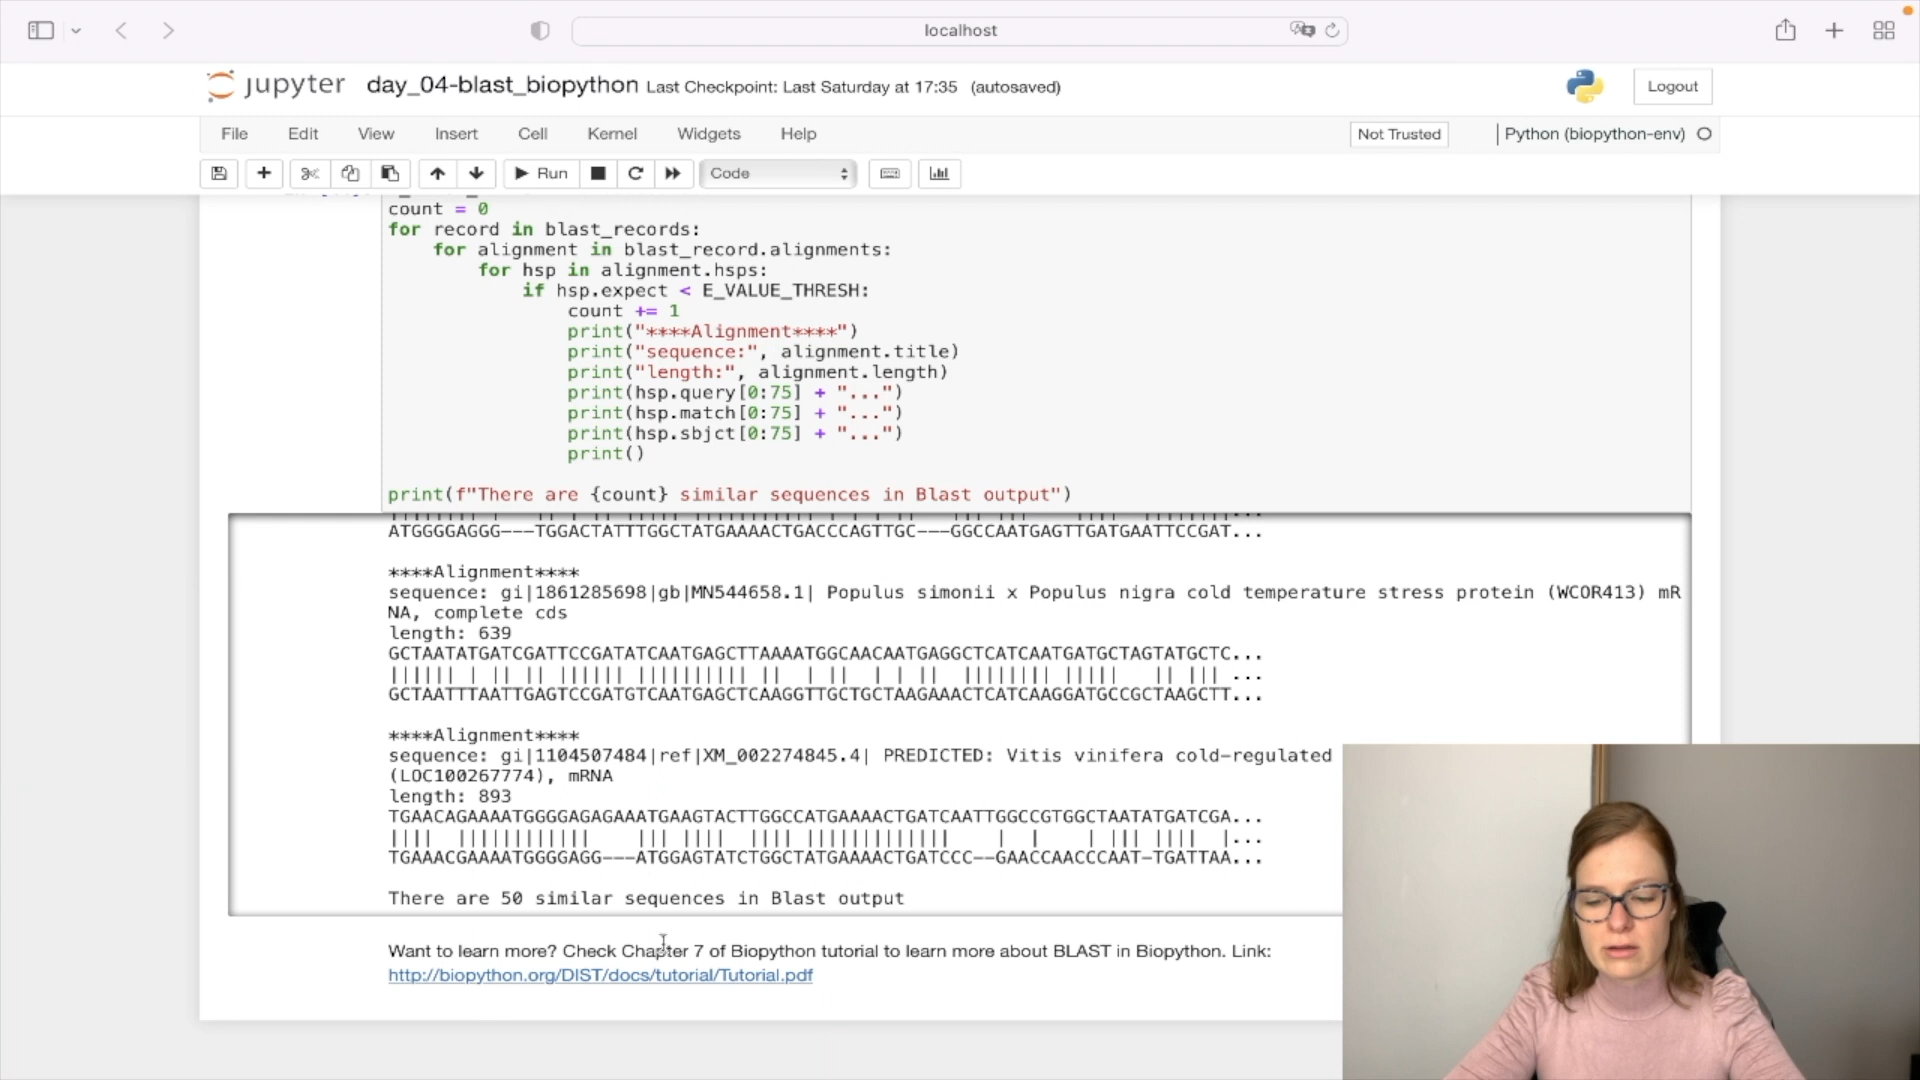 localhost
jupyter day_04-blast_biopython Last Checkpoint: Last Saturday at 17:35 (autosaved)
Logout
File Edit View Insert Cell Kernel Widgets Help
Not Trusted
Python (biopython-env)
Run
Code
count = 0
for record in blast_records:
for alignment in blast_record.alignments:
for hsp in alignment.hsps:
if hsp.expect < E_VALUE_THRESH:
count += 1
print("****Alignment****")
print("sequence:", alignment.title)
print("length:", alignment.length)
print(hsp.query[0:75] + "...")
print(hsp.match[0:75] + "...")
print(hsp.sbjct[0:75] + "...")
print()
print(f"There are {count} similar sequences in Blast output")
ATGGGGAGGG---TGGACTATTTGGCTATGAAAACTGACCCAGTTGC---GGCCAATGAGTTGATGAATTCCGAT...
****Alignment****
sequence: gi|1861285698|gb|MN544658.1| Populus simonii x Populus nigra cold temperature stress protein (WCOR413) mR
NA, complete cds
length: 639
GCTAATATGATCGATTCCGATATCAATGAGCTTAAAATGGCAACAATGAGGCTCATCAATGATGCTAGTATGCTC...
|||||| | || || |||||| |||||||||| || | || | | || |||||||| ||||| || ||| ...
GCTAATTTAATTGAGTCCGATGTCAATGAGCTCAAGGTTGCTGCTAAGAAACTCATCAAGGATGCCGCTAAGCTT...
****Alignment****
sequence: gi|1104507484|ref|XM_002274845.4| PREDICTED: Vitis vinifera cold-regulated
(LOC100267774), mRNA
length: 893
TGAACAGAAAATGGGGAGAGAAATGAAGTACTTGGCCATGAAAACTGATCAATTGGCCGTGGCTAATATGATCGA...
|||| |||||||||||| ||| |||| |||| ||||||||||||| | | | ||| |||| |...
TGAAACGAAAATGGGGAGG---ATGGAGTATCTGGCTATGAAAACTGATCCC--GAACCAACCCAAT-TGATTAA...
There are 50 similar sequences in Blast output
Want to learn more? Check Chapter 7 of Biopython tutorial to learn more about BLAST in Biopython. Link:
http://biopython.org/DIST/docs/tutorial/Tutorial.pdf